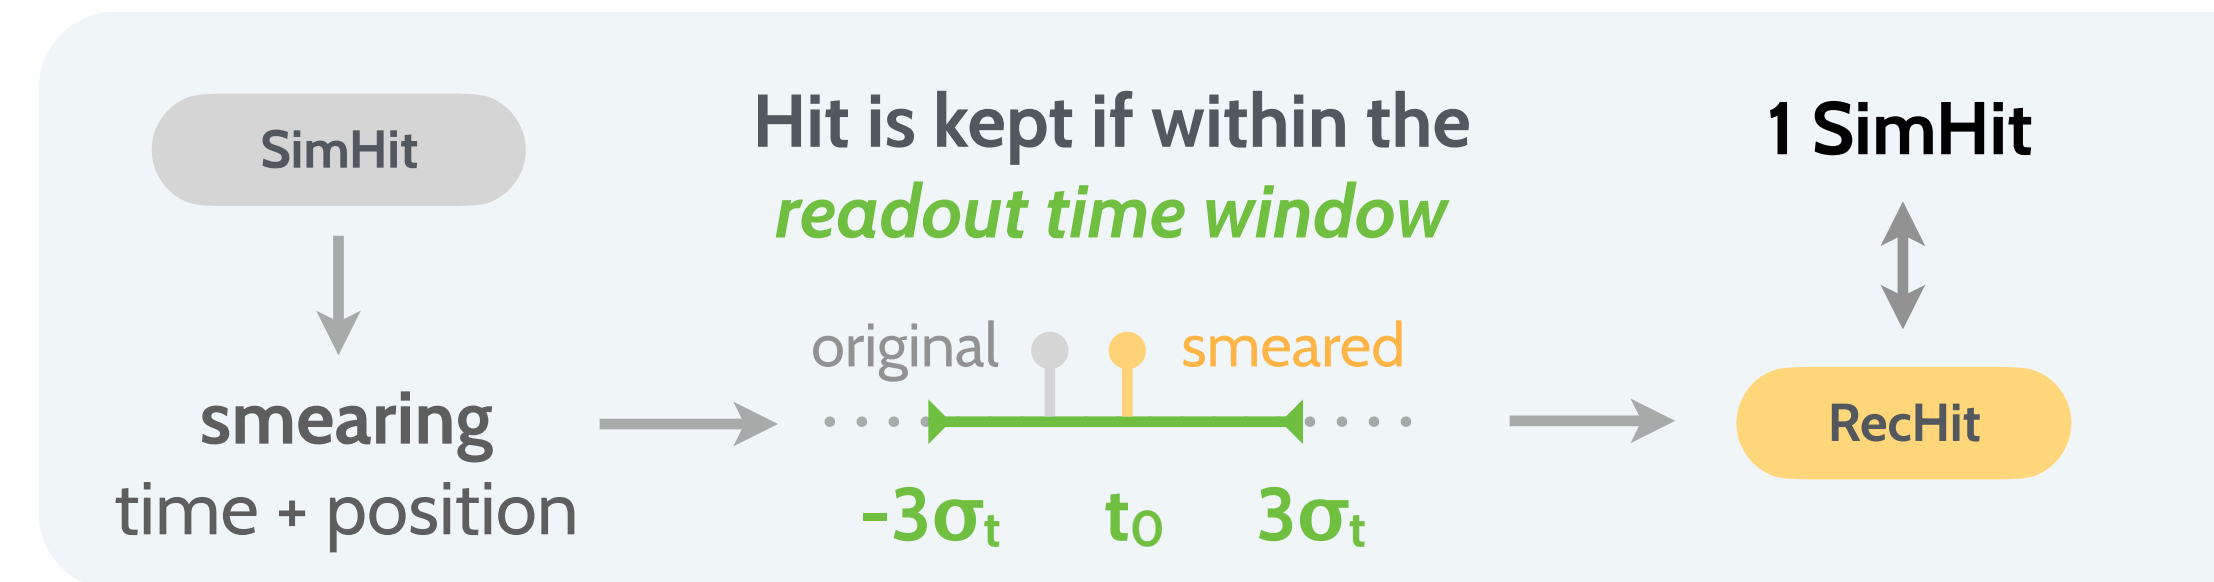 SimHit
smearing
time + position
Hit is kept if within the
readout time window
original
smeared
-3σt
t0
3σt
1 SimHit
RecHit